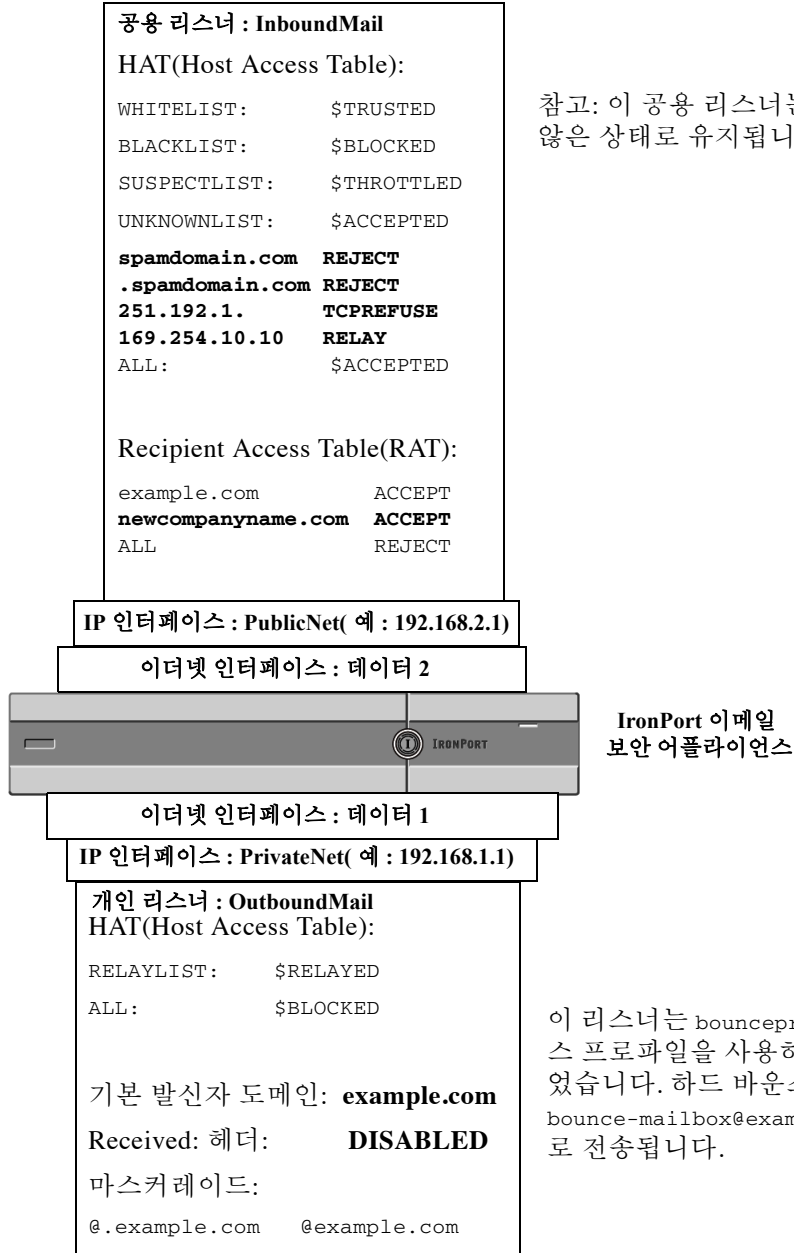 공용 리스너 : InboundMail
HAT(Host Access Table):
WHITELIST: $TRUSTED
BLACKLIST: $BLOCKED
SUSPECTLIST: $THROTTLED
UNKNOWNLIST: $ACCEPTED
spamdomain.com REJECT
.spamdomain.com REJECT
251.192.1. TCPREFUSE
169.254.10.10 RELAY
ALL: $ACCEPTED
Recipient Access Table(RAT):
example.com ACCEPT
newcompanyname.com ACCEPT
ALL REJECT
참고: 이 공용 리스너는
않은 상태로 유지됩니
IP 인터페이스 : PublicNet( 예 : 192.168.2.1)
이더넷 인터페이스 : 데이터 2
IRONPORT
IronPort 이메일
보안 어플라이언스
이더넷 인터페이스 : 데이터 1
IP 인터페이스 : PrivateNet( 예 : 192.168.1.1)
개인 리스너 : OutboundMail
HAT(Host Access Table):
RELAYLIST: $RELAYED
ALL: $BLOCKED
기본 발신자 도메인: example.com
Received: 헤더: DISABLED
마스커레이드:
@.example.com @example.com
이 리스너는
스 프로파일을
었습니다. 하드
로 전송됩니다.